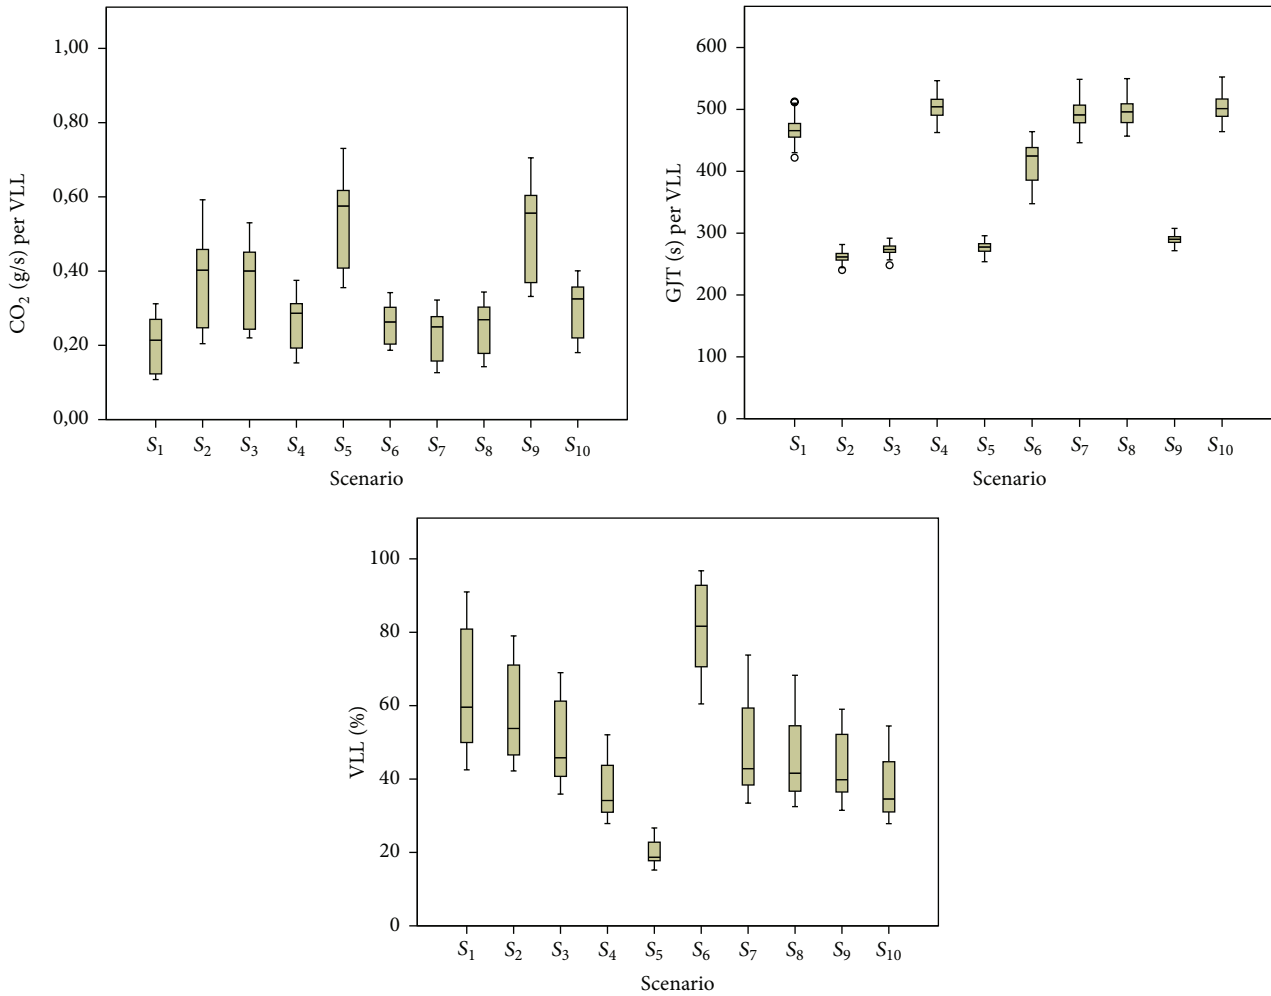 CO₂ (g/s) per VLL
1,00
0,80
0,60
0,40
0,20
0,00
S₁ S₂ S₃ S₄ S₅ S₆ S₇ S₈ S₉ S₁₀
Scenario
GJT (s) per VLL
600
500
400
300
200
100
0
S₁ S₂ S₃ S₄ S₅ S₆ S₇ S₈ S₉ S₁₀
Scenario
VLL (%)
100
80
60
40
20
0
S₁ S₂ S₃ S₄ S₅ S₆ S₇ S₈ S₉ S₁₀
Scenario